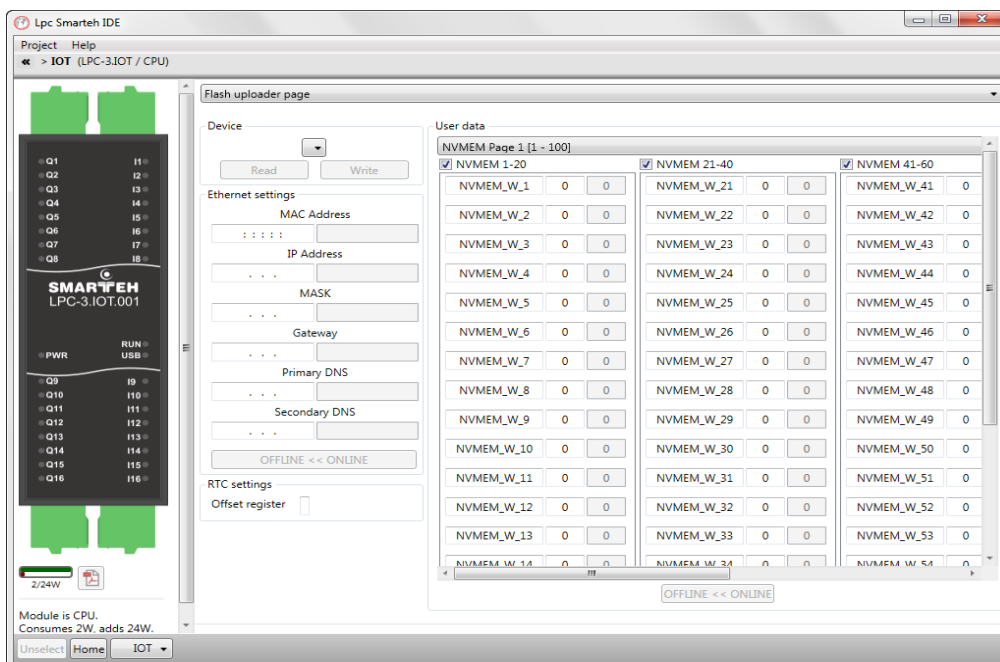 Lpc Smarteh IDE
Project Help
« > IOT (LPC-3.IOT / CPU)
Q1 I1
Q2 I2
Q3 I3
Q4 I4
Q5 I5
Q6 I6
Q7 I7
Q8 I8
SMARTEH
LPC-3.IOT.001
RUN
PWR USB
Q9 I9
Q10 I10
Q11 I11
Q12 I12
Q13 I13
Q14 I14
Q15 I15
Q16 I16
2/24W
Module is CPU.
Consumes 2W, adds 24W.
Flash uploader page
Device
Read Write
Ethernet settings
MAC Address
: : : : :
IP Address
. . .
MASK
. . .
Gateway
. . .
Primary DNS
. . .
Secondary DNS
. . .
OFFLINE << ONLINE
RTC settings
Offset register
User data
NVMEM Page 1 [1 - 100]
NVMEM 1-20 NVMEM 21-40 NVMEM 41-60
NVMEM_W_1 0 0 NVMEM_W_21 0 0 NVMEM_W_41 0
NVMEM_W_2 0 0 NVMEM_W_22 0 0 NVMEM_W_42 0
NVMEM_W_3 0 0 NVMEM_W_23 0 0 NVMEM_W_43 0
NVMEM_W_4 0 0 NVMEM_W_24 0 0 NVMEM_W_44 0
NVMEM_W_5 0 0 NVMEM_W_25 0 0 NVMEM_W_45 0
NVMEM_W_6 0 0 NVMEM_W_26 0 0 NVMEM_W_46 0
NVMEM_W_7 0 0 NVMEM_W_27 0 0 NVMEM_W_47 0
NVMEM_W_8 0 0 NVMEM_W_28 0 0 NVMEM_W_48 0
NVMEM_W_9 0 0 NVMEM_W_29 0 0 NVMEM_W_49 0
NVMEM_W_10 0 0 NVMEM_W_30 0 0 NVMEM_W_50 0
NVMEM_W_11 0 0 NVMEM_W_31 0 0 NVMEM_W_51 0
NVMEM_W_12 0 0 NVMEM_W_32 0 0 NVMEM_W_52 0
NVMEM_W_13 0 0 NVMEM_W_33 0 0 NVMEM_W_53 0
NVMEM_W_14 0 0 NVMEM_W_34 0 0 NVMEM_W_54 0
OFFLINE << ONLINE
Unselect Home IOT